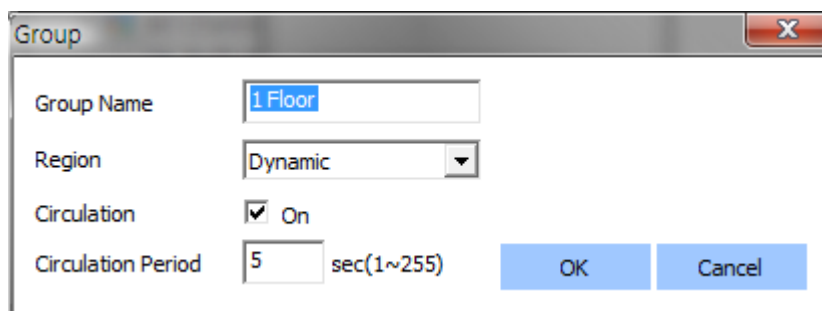 Group
Group Name 1 Floor
Region Dynamic
Circulation On
Circulation Period 5 sec(1~255) OK Cancel